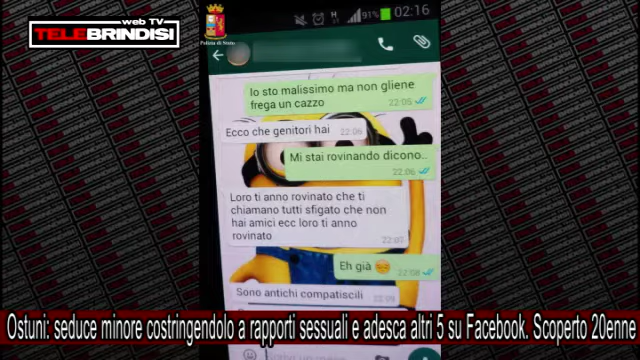 web TV
TELEBRINDISI
Polizia di Stato
H
91%
02:16
Io sto malissimo ma non gliene
frega un cazzo
22:05
Ecco che genitori hai
22:06
Mi stai rovinando dicono..
22:06
Loro ti anno rovinato che ti
chiamano tutti sfigato che non
hai amici ecc loro ti anno
rovinato
22:07
Eh già
22:08
Sono antichi compatiscili
22:09
Ostuni: seduce minore costringendolo a rapporti sessuali e adesca altri 5 su Facebook. Scoperto 20enne